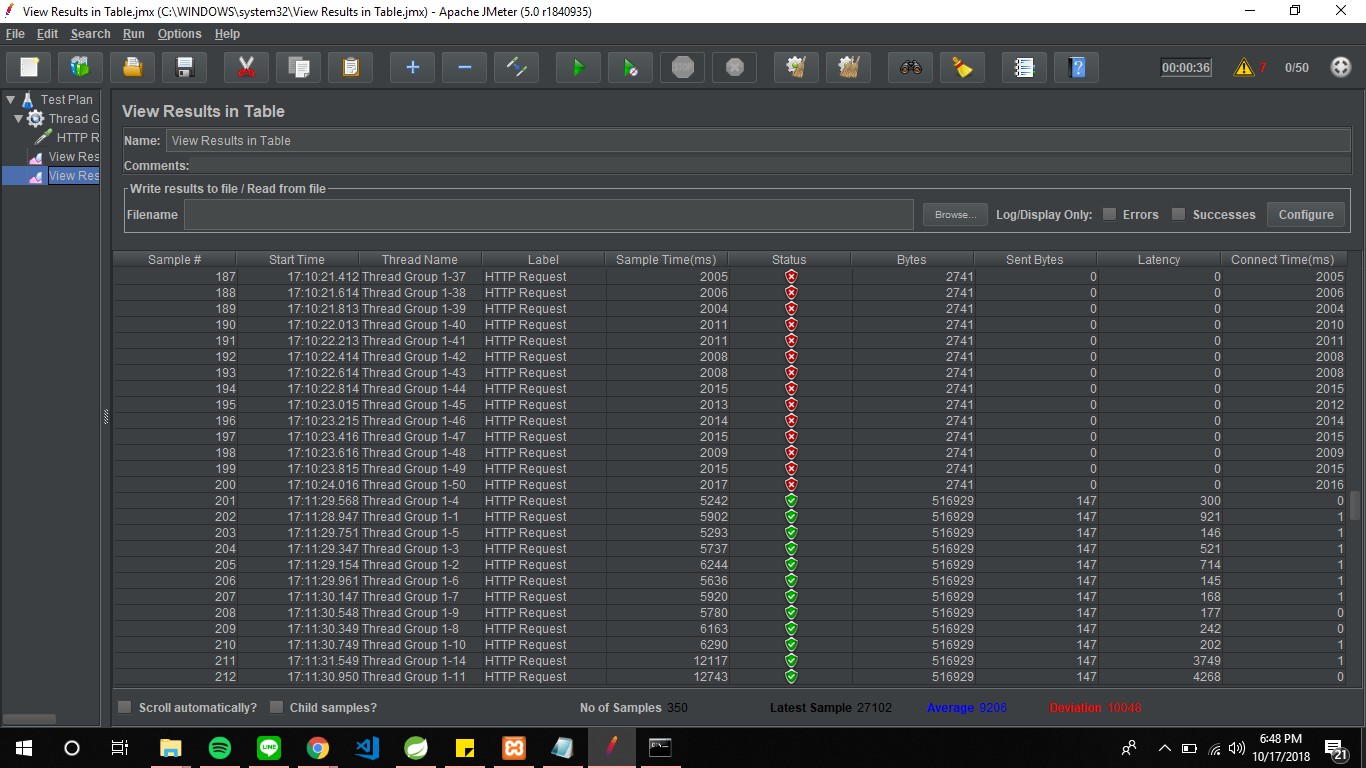 View Results in Table.jmx (C:\WINDOWS\system32\View Results in Table.jmx) - Apache JMeter (5.0 r1840935)
File Edit Search Run Options Help
00:00:36 7 0/50
Test Plan
Thread G
HTTP R
View Res
View Res
View Results in Table
Name: View Results in Table
Comments:
Write results to file / Read from file
Filename Browse... Log/Display Only: Errors Successes Configure
Sample # Start Time Thread Name Label Sample Time(ms) Status Bytes Sent Bytes Latency Connect Time(ms)
187 17:10:21.412 Thread Group 1-37 HTTP Request 2005 2741 0 0 2005
188 17:10:21.614 Thread Group 1-38 HTTP Request 2006 2741 0 0 2006
189 17:10:21.813 Thread Group 1-39 HTTP Request 2004 2741 0 0 2004
190 17:10:22.013 Thread Group 1-40 HTTP Request 2011 2741 0 0 2010
191 17:10:22.213 Thread Group 1-41 HTTP Request 2011 2741 0 0 2011
192 17:10:22.414 Thread Group 1-42 HTTP Request 2008 2741 0 0 2008
193 17:10:22.614 Thread Group 1-43 HTTP Request 2008 2741 0 0 2008
194 17:10:22.814 Thread Group 1-44 HTTP Request 2015 2741 0 0 2015
195 17:10:23.015 Thread Group 1-45 HTTP Request 2013 2741 0 0 2012
196 17:10:23.215 Thread Group 1-46 HTTP Request 2014 2741 0 0 2014
197 17:10:23.416 Thread Group 1-47 HTTP Request 2015 2741 0 0 2015
198 17:10:23.616 Thread Group 1-48 HTTP Request 2009 2741 0 0 2009
199 17:10:23.815 Thread Group 1-49 HTTP Request 2015 2741 0 0 2015
200 17:10:24.016 Thread Group 1-50 HTTP Request 2017 2741 0 0 2016
201 17:11:29.568 Thread Group 1-4 HTTP Request 5242 516929 147 300 0
202 17:11:28.947 Thread Group 1-1 HTTP Request 5902 516929 147 921 1
203 17:11:29.751 Thread Group 1-5 HTTP Request 5293 516929 147 146 1
204 17:11:29.347 Thread Group 1-3 HTTP Request 5737 516929 147 521 1
205 17:11:29.154 Thread Group 1-2 HTTP Request 6244 516929 147 714 1
206 17:11:29.961 Thread Group 1-6 HTTP Request 5636 516929 147 145 1
207 17:11:30.147 Thread Group 1-7 HTTP Request 5920 516929 147 168 1
208 17:11:30.548 Thread Group 1-9 HTTP Request 5780 516929 147 177 0
209 17:11:30.349 Thread Group 1-8 HTTP Request 6163 516929 147 242 0
210 17:11:30.749 Thread Group 1-10 HTTP Request 6290 516929 147 202 1
211 17:11:31.549 Thread Group 1-14 HTTP Request 12117 516929 147 3749 1
212 17:11:30.950 Thread Group 1-11 HTTP Request 12743 516929 147 4268 0
Scroll automatically? Child samples? No of Samples 350 Latest Sample 27102 Average 9206 Deviation 10048
6:48 PM
10/17/2018
21